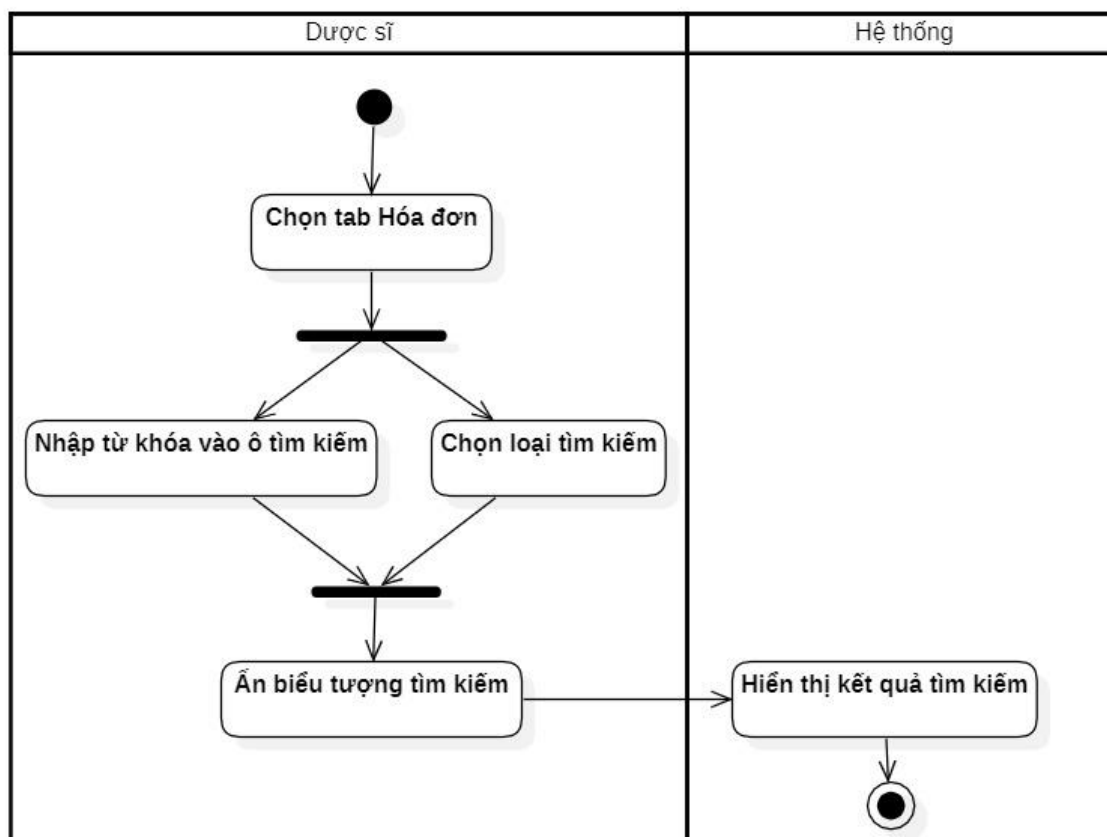 Dược sĩ
Hệ thống
Chọn tab Hóa đơn
Nhập từ khóa vào ô tìm kiếm
Chọn loại tìm kiếm
Ấn biểu tượng tìm kiếm
Hiển thị kết quả tìm kiếm